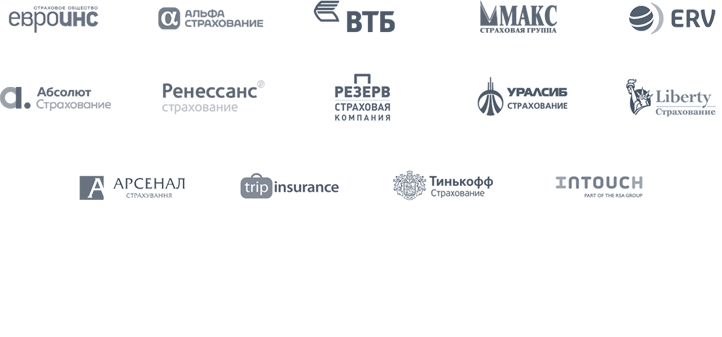 СТРАХОВОЕ ОБЩЕСТВО
евроинс
α АЛЬФА
СТРАХОВАНИЕ
ВТБ
МАКС
СТРАХОВАЯ ГРУППА
ERV
а. Абсолют
Страхование
Ренессанс®
страхование
РЕЗЕРВ
СТРАХОВАЯ
КОМПАНИЯ
УРАЛСИБ
СТРАХОВАНИЕ
Liberty
Страхование
А АРСЕНАЛ
СТРАХУВАННЯ
trip insurance
Тинькофф
Страхование
INTOUCH
PART OF THE RSA GROUP